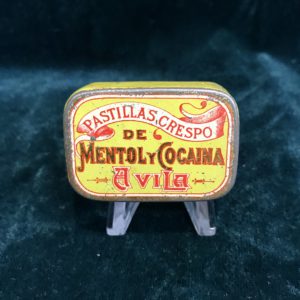 PASTILLAS, CRESPO
DE
MENTOL Y COCAINA
AVILA